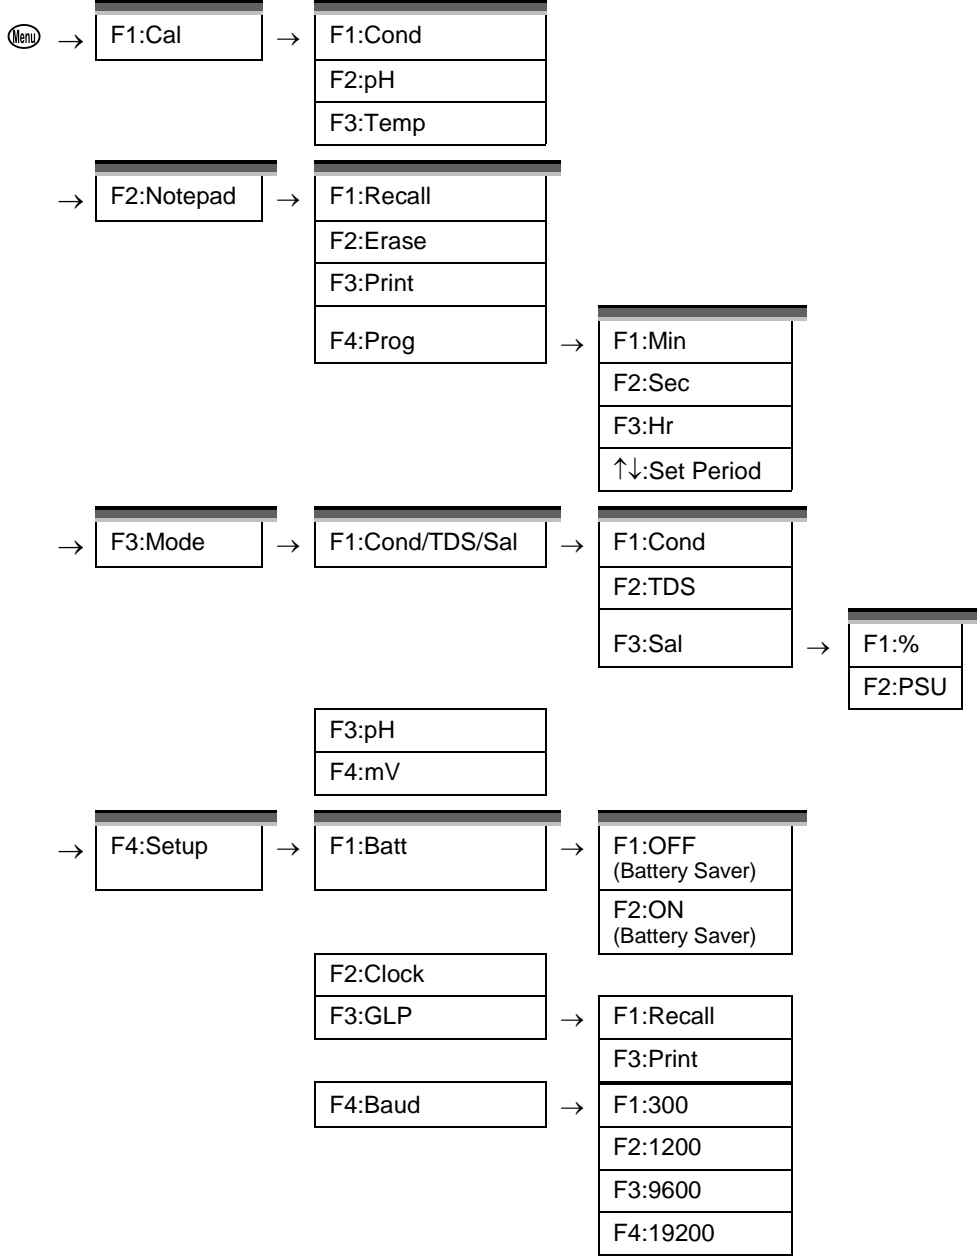 Menu → F1:Cal → F1:Cond
F2:pH
F3:Temp
→ F2:Notepad → F1:Recall
F2:Erase
F3:Print
F4:Prog → F1:Min
F2:Sec
F3:Hr
↑↓:Set Period
→ F3:Mode → F1:Cond/TDS/Sal → F1:Cond
F2:TDS
F3:Sal → F1:%
F2:PSU
F3:pH
F4:mV
→ F4:Setup → F1:Batt → F1:OFF
(Battery Saver)
F2:ON
(Battery Saver)
F2:Clock
F3:GLP → F1:Recall
F3:Print
F4:Baud → F1:300
F2:1200
F3:9600
F4:19200